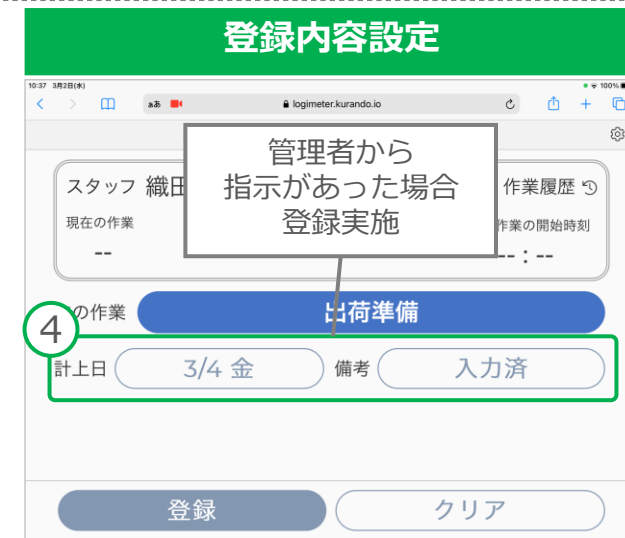 登録内容設定
10:37 3月2日(水)
100%
ぁあ
logimeter.kurando.io
管理者から
指示があった場合
登録実施
スタッフ 織田
作業履歴
現在の作業
作業の開始時刻
--
-- : --
の作業
出荷準備
4
計上日
3/4 金
備考
入力済
登録
クリア